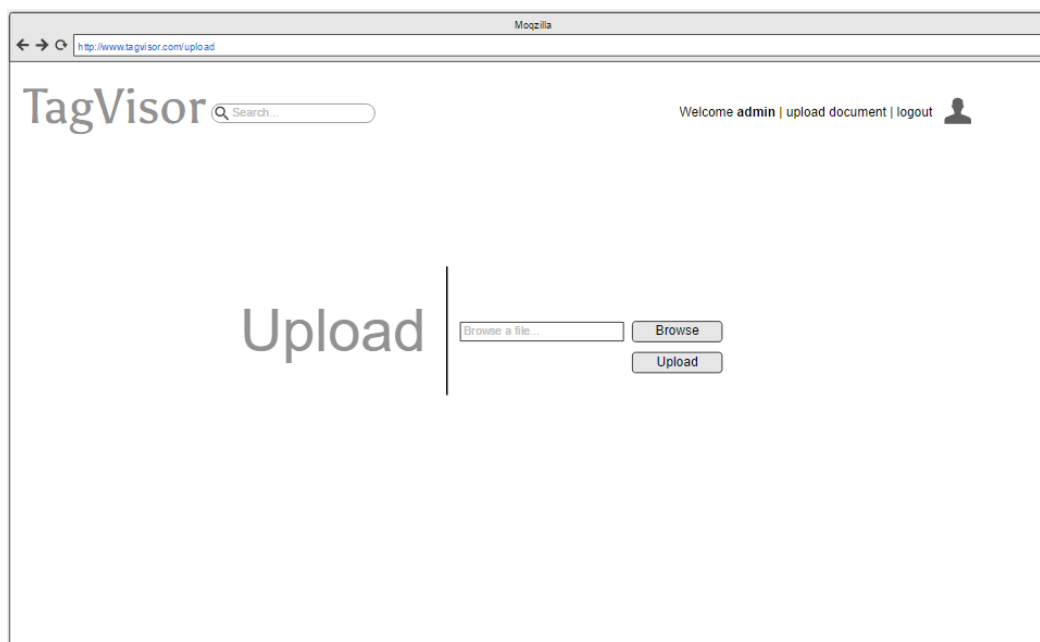 Moqzilla
http://www.tagvisor.com/upload
TagVisor
Search...
Welcome admin | upload document | logout
Upload
Browse a file...
Browse
Upload